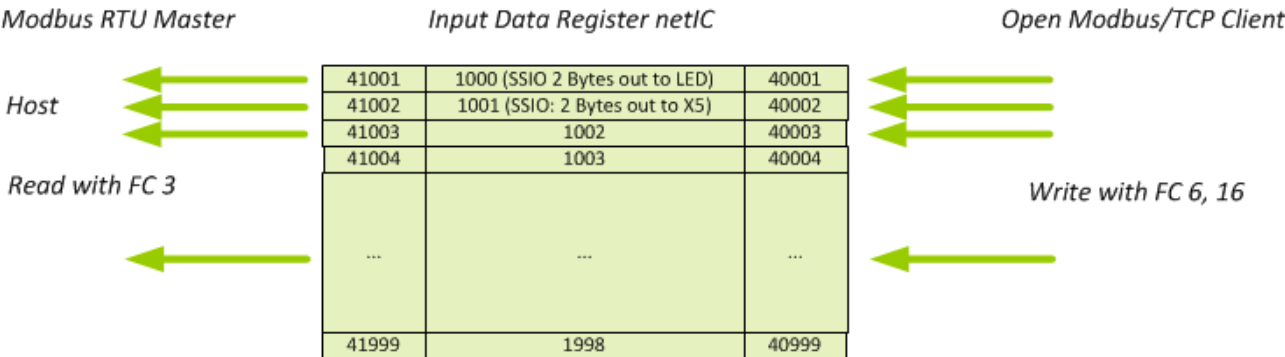 Modbus RTU Master Input Data Register netIC Open Modbus/TCP Client
41001 1000 (SSIO 2 Bytes out to LED) 40001
Host 41002 1001 (SSIO: 2 Bytes out to X5) 40002
41003 1002 40003
41004 1003 40004
Read with FC 3
Write with FC 6, 16
... ... ...
41999 1998 40999